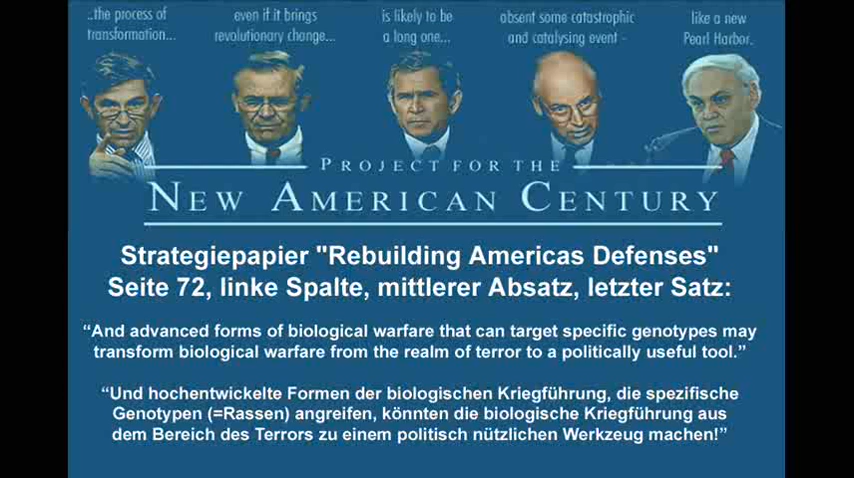 ..the process of
transformation...
even if it brings
revolutionary change...
is likely to be
a long one...
absent some catastrophic
and catalysing event -
like a new
Pearl Harbor.
PROJECT FOR THE
NEW AMERICAN CENTURY
Strategiepapier "Rebuilding Americas Defenses"
Seite 72, linke Spalte, mittlerer Absatz, letzter Satz:
“And advanced forms of biological warfare that can target specific genotypes may
transform biological warfare from the realm of terror to a politically useful tool.”
“Und hochentwickelte Formen der biologischen Kriegführung, die spezifische
Genotypen (=Rassen) angreifen, könnten die biologische Kriegführung aus
dem Bereich des Terrors zu einem politisch nützlichen Werkzeug machen!”